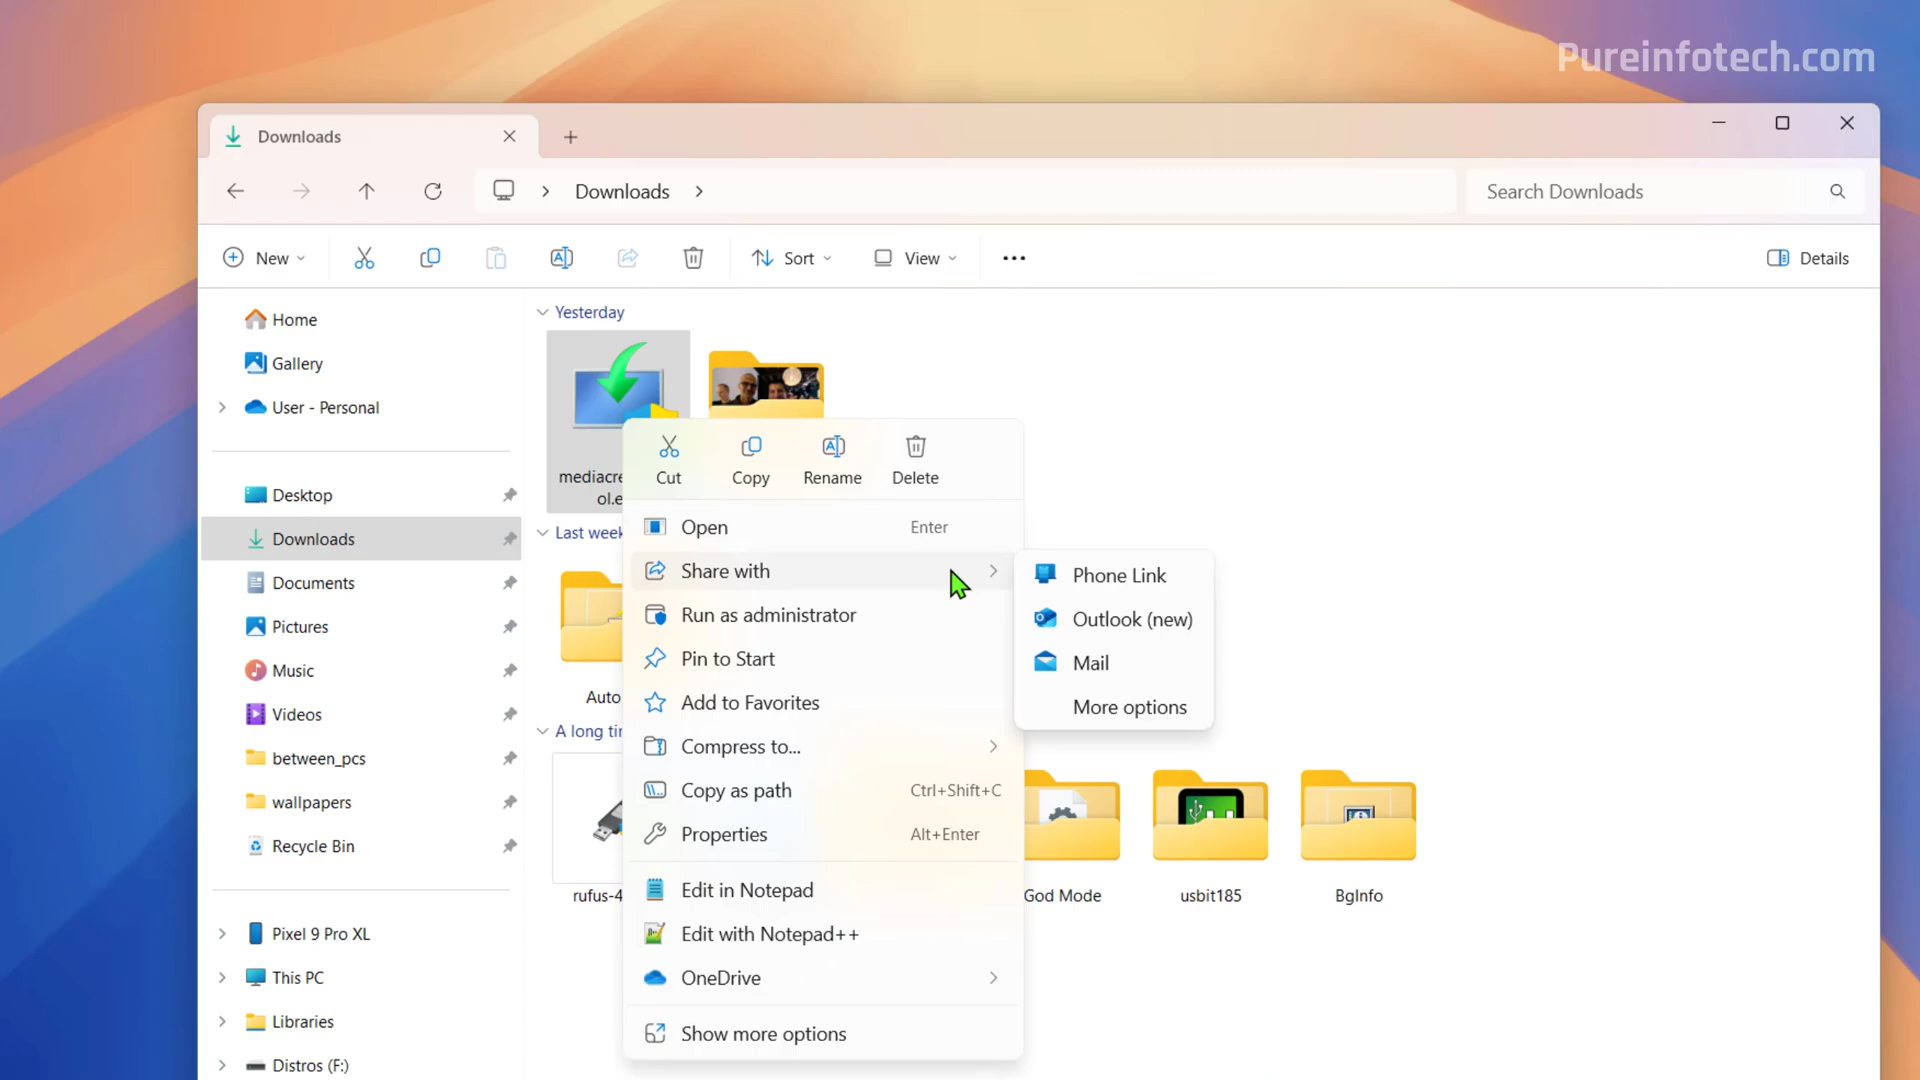 Pureinfotech.com
Downloads
Downloads
Search Downloads
New
Sort
View
Details
Home
Gallery
User - Personal
Desktop
Downloads
Documents
Pictures
Music
Videos
between_pcs
wallpapers
Recycle Bin
Pixel 9 Pro XL
This PC
Libraries
Distros (F:)
Yesterday
mediacre
ol.e
Last week
Auto
A long tir
rufus-4
God Mode
usbit185
BgInfo
Cut
Copy
Rename
Delete
Open Enter
Share with
Run as administrator
Pin to Start
Add to Favorites
Compress to...
Copy as path Ctrl+Shift+C
Properties Alt+Enter
Edit in Notepad
Edit with Notepad++
OneDrive
Show more options
Phone Link
Outlook (new)
Mail
More options